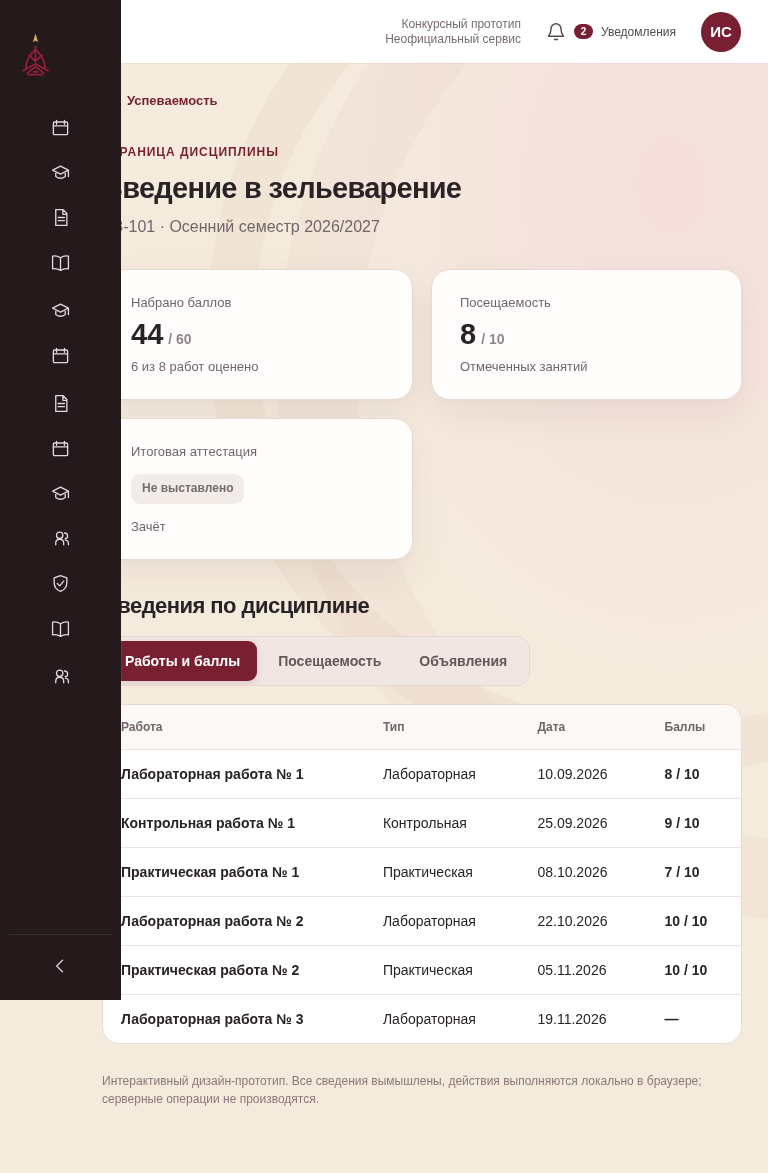 Конкурсный прототип
Неофициальный сервис
2 Уведомления
ИС
Успеваемость
РАНИЦА ДИСЦИПЛИНЫ
введение в зельеварение
-101 · Осенний семестр 2026/2027
Набрано баллов
44 / 60
6 из 8 работ оценено
Посещаемость
8 / 10
Отмеченных занятий
Итоговая аттестация
Не выставлено
Зачёт
ведения по дисциплине
Работы и баллы Посещаемость Объявления
Работа Тип Дата Баллы
Лабораторная работа № 1 Лабораторная 10.09.2026 8 / 10
Контрольная работа № 1 Контрольная 25.09.2026 9 / 10
Практическая работа № 1 Практическая 08.10.2026 7 / 10
Лабораторная работа № 2 Лабораторная 22.10.2026 10 / 10
Практическая работа № 2 Практическая 05.11.2026 10 / 10
Лабораторная работа № 3 Лабораторная 19.11.2026 —
Интерактивный дизайн-прототип. Все сведения вымышлены, действия выполняются локально в браузере;
серверные операции не производятся.